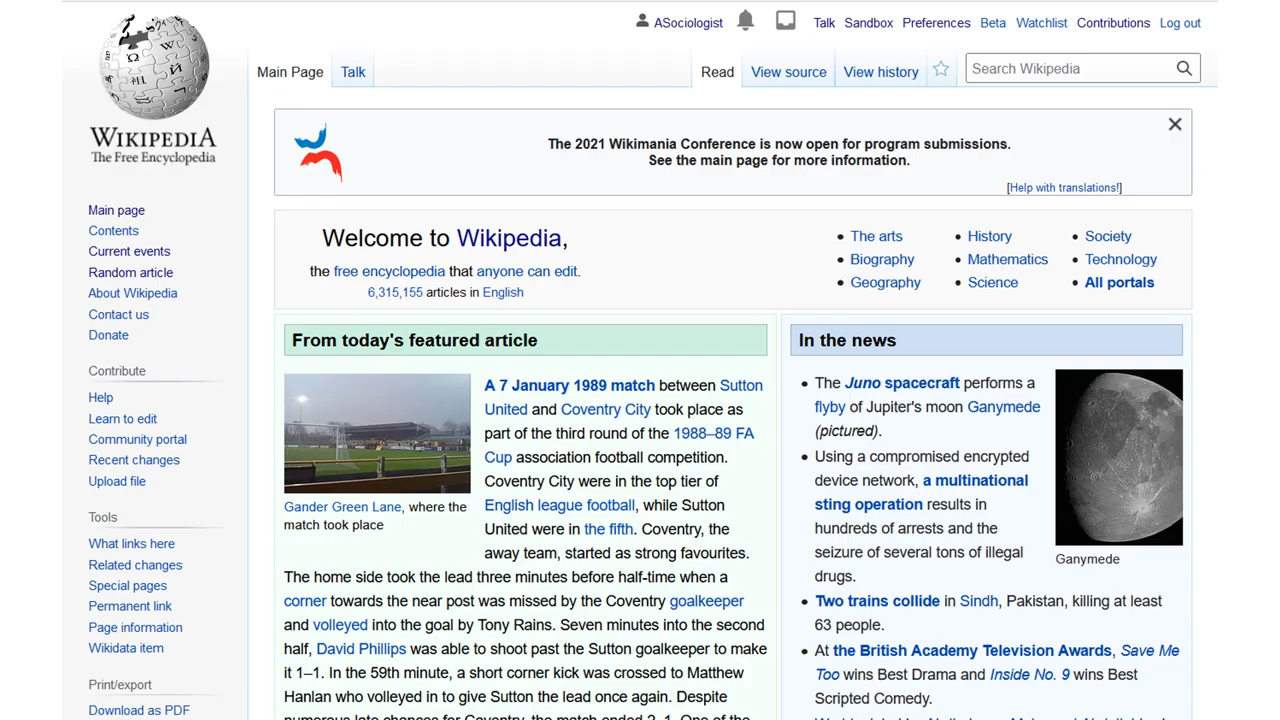 ASociologist
Talk
Sandbox
Preferences
Beta
Watchlist
Contributions
Log out
WIKIPEDIA
The Free Encyclopedia
Main Page
Talk
Read
View source
View history
Search Wikipedia
The 2021 Wikimania Conference is now open for program submissions.
See the main page for more information.
[Help with translations!]
Main page
Contents
Current events
Random article
About Wikipedia
Contact us
Donate
Contribute
Help
Learn to edit
Community portal
Recent changes
Upload file
Tools
What links here
Related changes
Special pages
Permanent link
Page information
Wikidata item
Print/export
Download as PDF
Welcome to Wikipedia,
the free encyclopedia that anyone can edit.
6,315,155 articles in English
• The arts
• Biography
• Geography
• History
• Mathematics
• Science
• Society
• Technology
• All portals
From today's featured article
Gander Green Lane, where the
match took place
A 7 January 1989 match between Sutton
United and Coventry City took place as
part of the third round of the 1988–89 FA
Cup association football competition.
Coventry City were in the top tier of
English league football, while Sutton
United were in the fifth. Coventry, the
away team, started as strong favourites.
The home side took the lead three minutes before half-time when a
corner towards the near post was missed by the Coventry goalkeeper
and volleyed into the goal by Tony Rains. Seven minutes into the second
half, David Phillips was able to shoot past the Sutton goalkeeper to make
it 1–1. In the 59th minute, a short corner kick was crossed to Matthew
Hanlan who volleyed in to give Sutton the lead once again. Despite
numerous late chances for Coventry, the match ended 2–1. One of the
In the news
• The Juno spacecraft performs a
flyby of Jupiter's moon Ganymede
(pictured).
• Using a compromised encrypted
device network, a multinational
sting operation results in
hundreds of arrests and the
seizure of several tons of illegal
drugs.
Ganymede
• Two trains collide in Sindh, Pakistan, killing at least
63 people.
• At the British Academy Television Awards, Save Me
Too wins Best Drama and Inside No. 9 wins Best
Scripted Comedy.